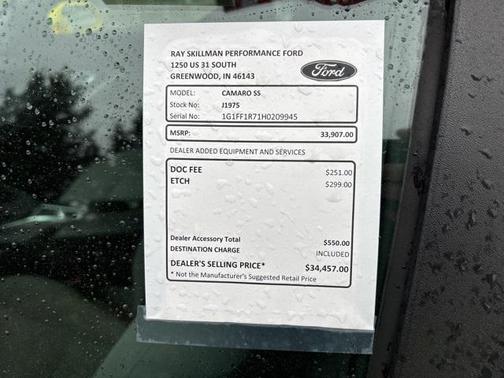 RAY SKILLMAN PERFORMANCE FORD
1250 US 31 SOUTH
GREENWOOD, IN 46143
Ford
MODEL: CAMARO SS
Stock No: J1975
Serial No: 1G1FF1R71H0209945
MSRP: 33,907.00
DEALER ADDED EQUIPMENT AND SERVICES
DOC FEE $251.00
ETCH $299.00
Dealer Accessory Total $550.00
DESTINATION CHARGE INCLUDED
DEALER'S SELLING PRICE* $34,457.00
* Not the Manufacturer's Suggested Retail Price